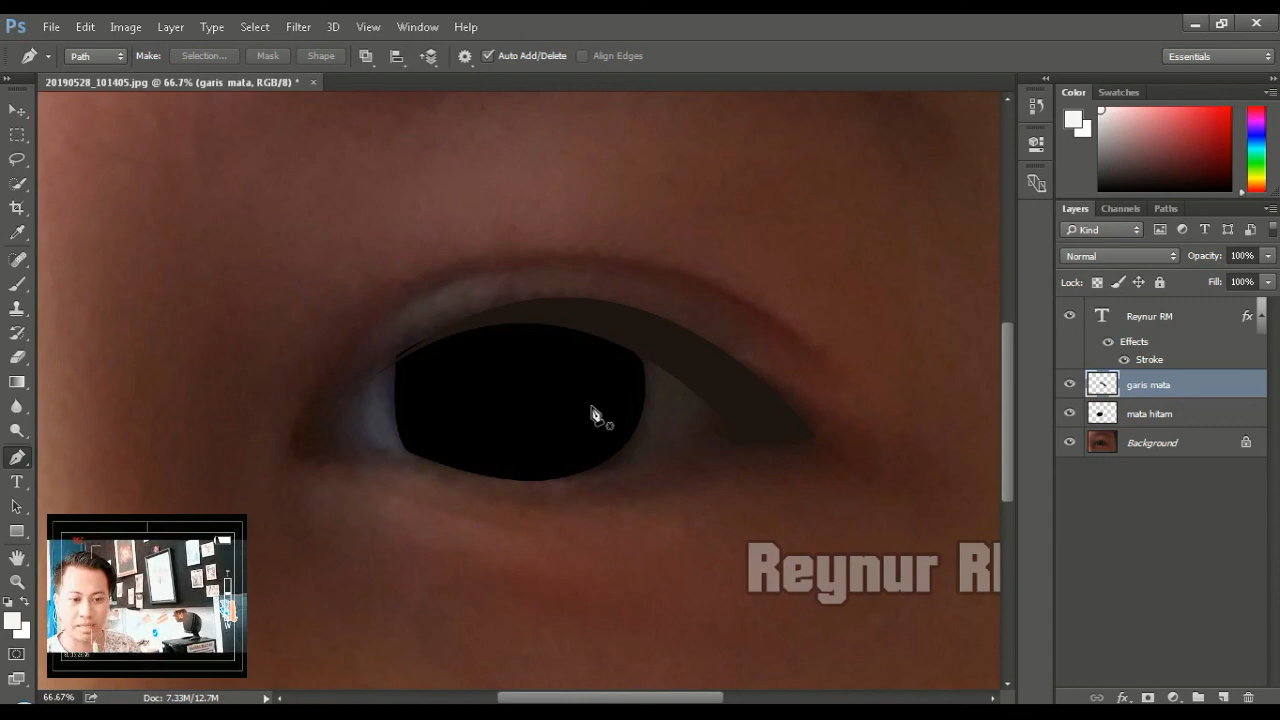 Ps File Edit Image Layer Type Select Filter 3D View Window Help
Path Make: Selection... Mask Shape Auto Add/Delete Align Edges Essentials
20190528_101405.jpg @ 66.7% (garis mata, RGB/8) *
Color Swatches
Layers Channels Paths
Kind
Normal Opacity: 100%
Lock: Fill: 100%
T Reynur RM fx
Effects
Stroke
garis mata
mata hitam
Background
Reynur RM
66.67% Doc: 7.33M/12.7M